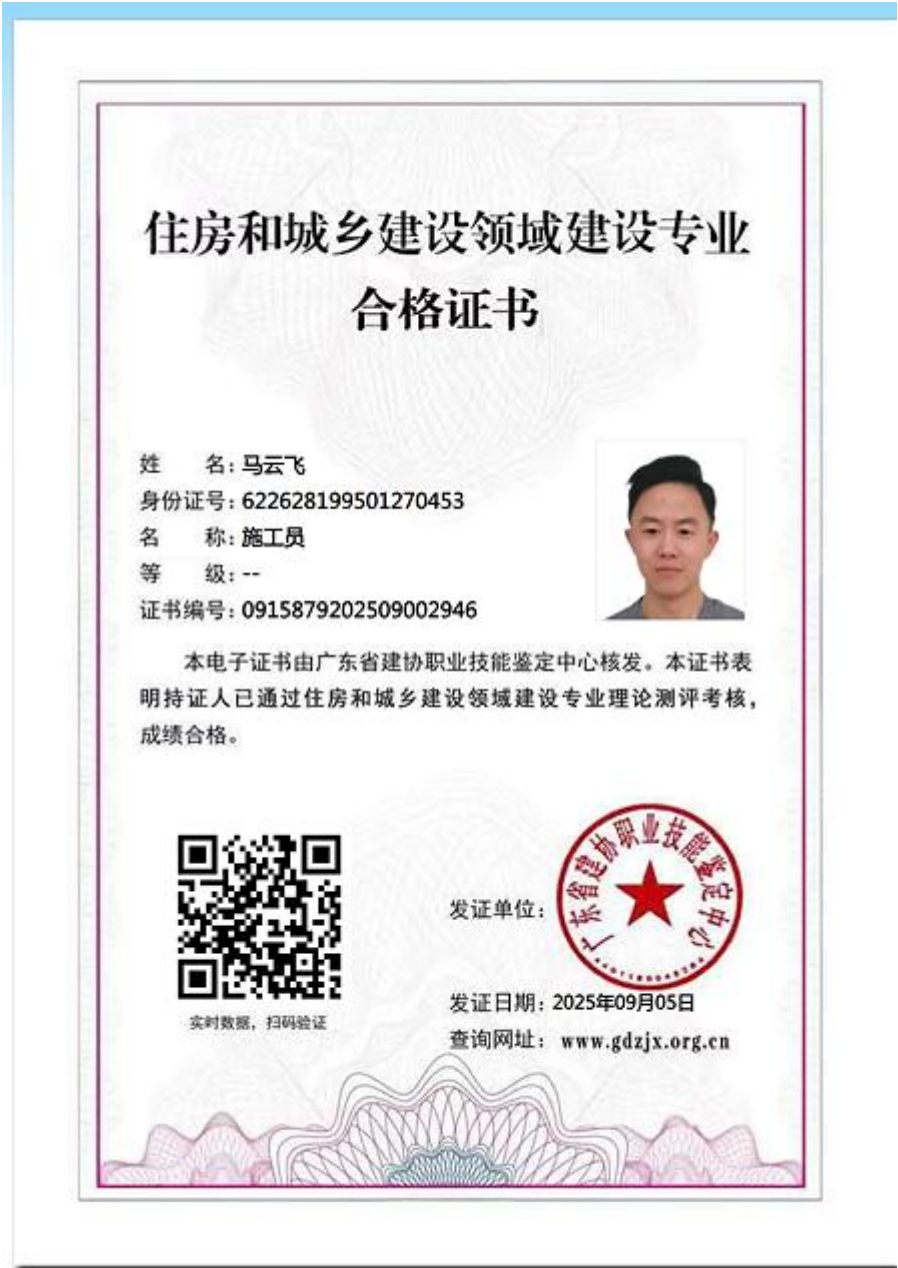 住房和城乡建设领域建设专业
合格证书
姓 名：马云飞
身份证号：622628199501270453
名 称：施工员
等 级：--
证书编号：0915879202509002946
本电子证书由广东省建协职业技能鉴定中心核发。本证书表
明持证人已通过住房和城乡建设领域建设专业理论测评考核，
成绩合格。
实时数据，扫码验证
发证单位：
广东省建协职业技能鉴定中心
发证日期：2025年09月05日
查询网址：www.gdzjx.org.cn